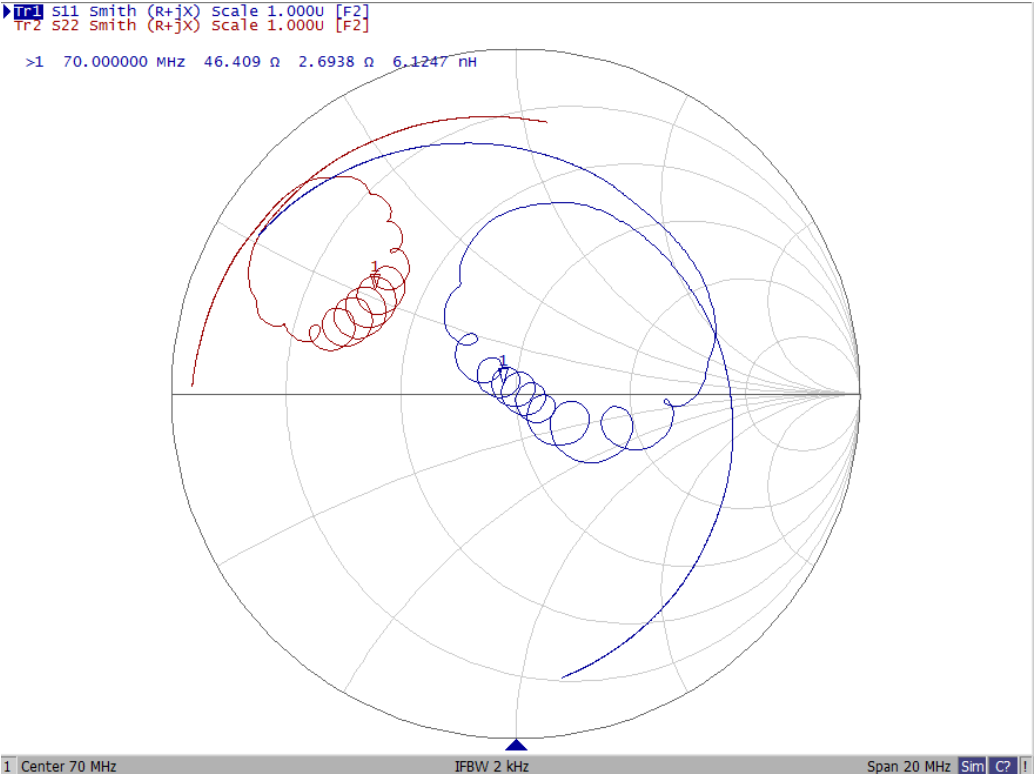 Tr1 S11 Smith (R+jX) Scale 1.000U [F2]
Tr2 S22 Smith (R+jX) Scale 1.000U [F2]
>1 70.000000 MHz 46.409 Ω 2.6938 Ω 6.1247 nH
1
1
1 Center 70 MHz IFBW 2 kHz Span 20 MHz Sim C? !